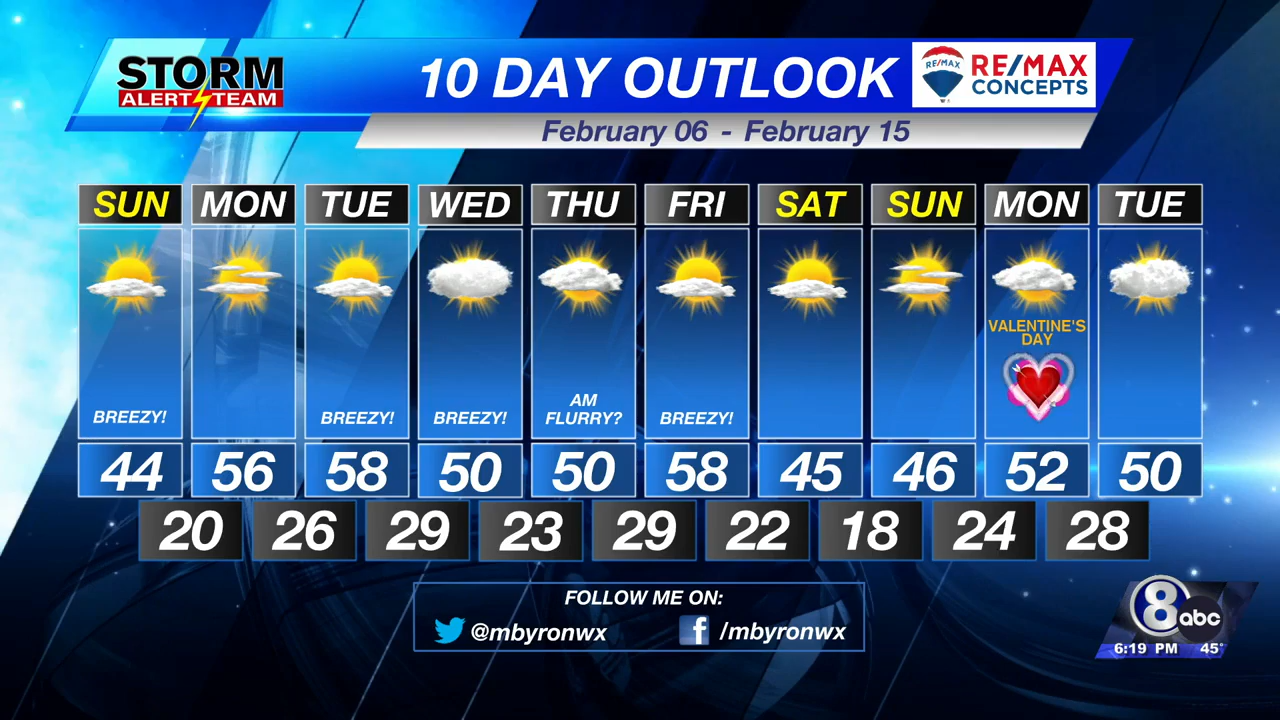 STORM
ALERT TEAM
10 DAY OUTLOOK
RE/MAX
RE/MAX
CONCEPTS
February 06 - February 15
SUN MON TUE WED THU FRI SAT SUN MON TUE
VALENTINE'S
DAY
BREEZY! BREEZY! BREEZY! AM
FLURRY? BREEZY!
44 56 58 50 50 58 45 46 52 50
20 26 29 23 29 22 18 24 28
FOLLOW ME ON:
@mbyronwx f /mbyronwx
8 abc
6:19 PM 45°